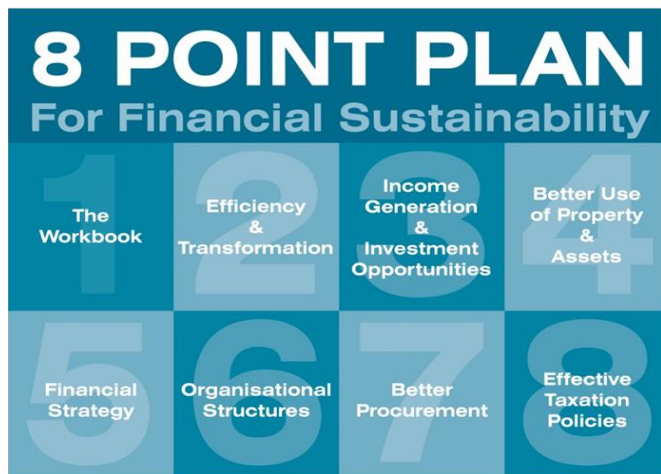 8 POINT PLAN
For Financial Sustainability
1
The
Workbook
2
Efficiency
&
Transformation
3
Income
Generation
&
Investment
Opportunities
4
Better Use
of Property
&
Assets
5
Financial
Strategy
6
Organisational
Structures
7
Better
Procurement
8
Effective
Taxation
Policies